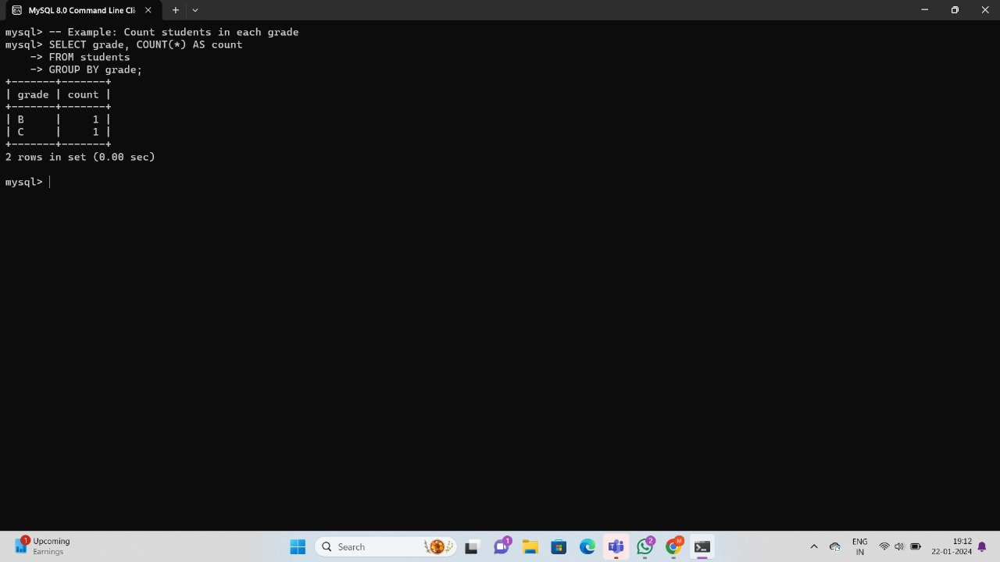 MySQL 8.0 Command Line Cli
mysql> -- Example: Count students in each grade
mysql> SELECT grade, COUNT(*) AS count
    -> FROM students
    -> GROUP BY grade;
+-------+-------+
| grade | count |
+-------+-------+
| B     |     1 |
| C     |     1 |
+-------+-------+
2 rows in set (0.00 sec)
mysql>
1
Upcoming
Earnings
Search
1
2
M
ENG
IN
19:12
22-01-2024